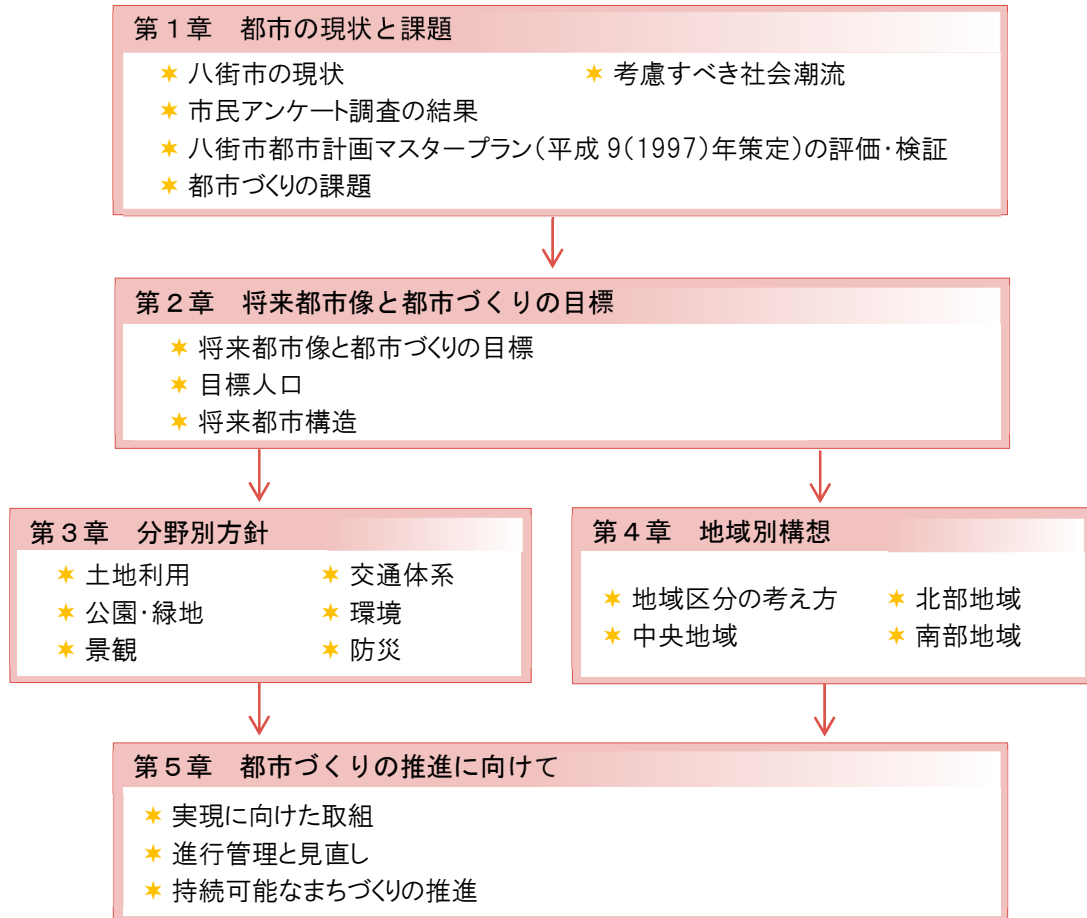 第１章　都市の現状と課題
八街市の現状
考慮すべき社会潮流
市民アンケート調査の結果
八街市都市計画マスタープラン（平成９(1997)年策定）の評価・検証
都市づくりの課題
第２章　将来都市像と都市づくりの目標
将来都市像と都市づくりの目標
目標人口
将来都市構造
第３章　分野別方針
土地利用
交通体系
公園・緑地
環境
景観
防災
第４章　地域別構想
地域区分の考え方
北部地域
中央地域
南部地域
第５章　都市づくりの推進に向けて
実現に向けた取組
進行管理と見直し
持続可能なまちづくりの推進